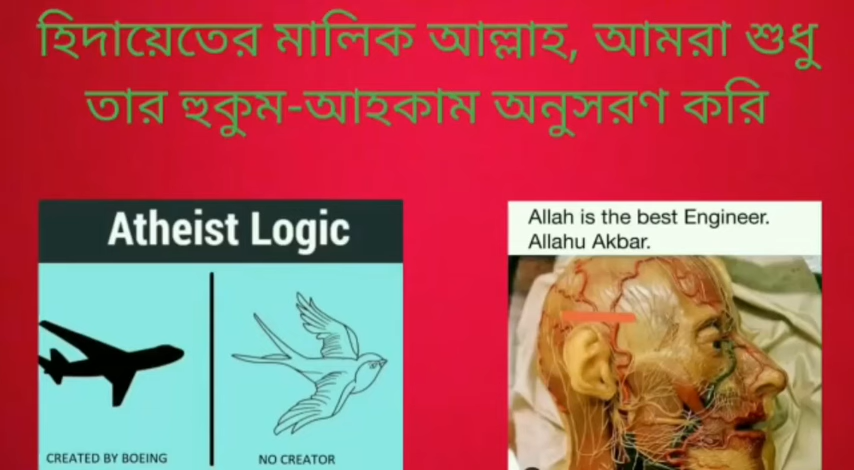 হিদায়েতের মালিক আল্লাহ, আমরা শুধু
তার হুকুম-আহকাম অনুসরণ করি
Atheist Logic
CREATED BY BOEING
NO CREATOR
Allah is the best Engineer.
Allahu Akbar.